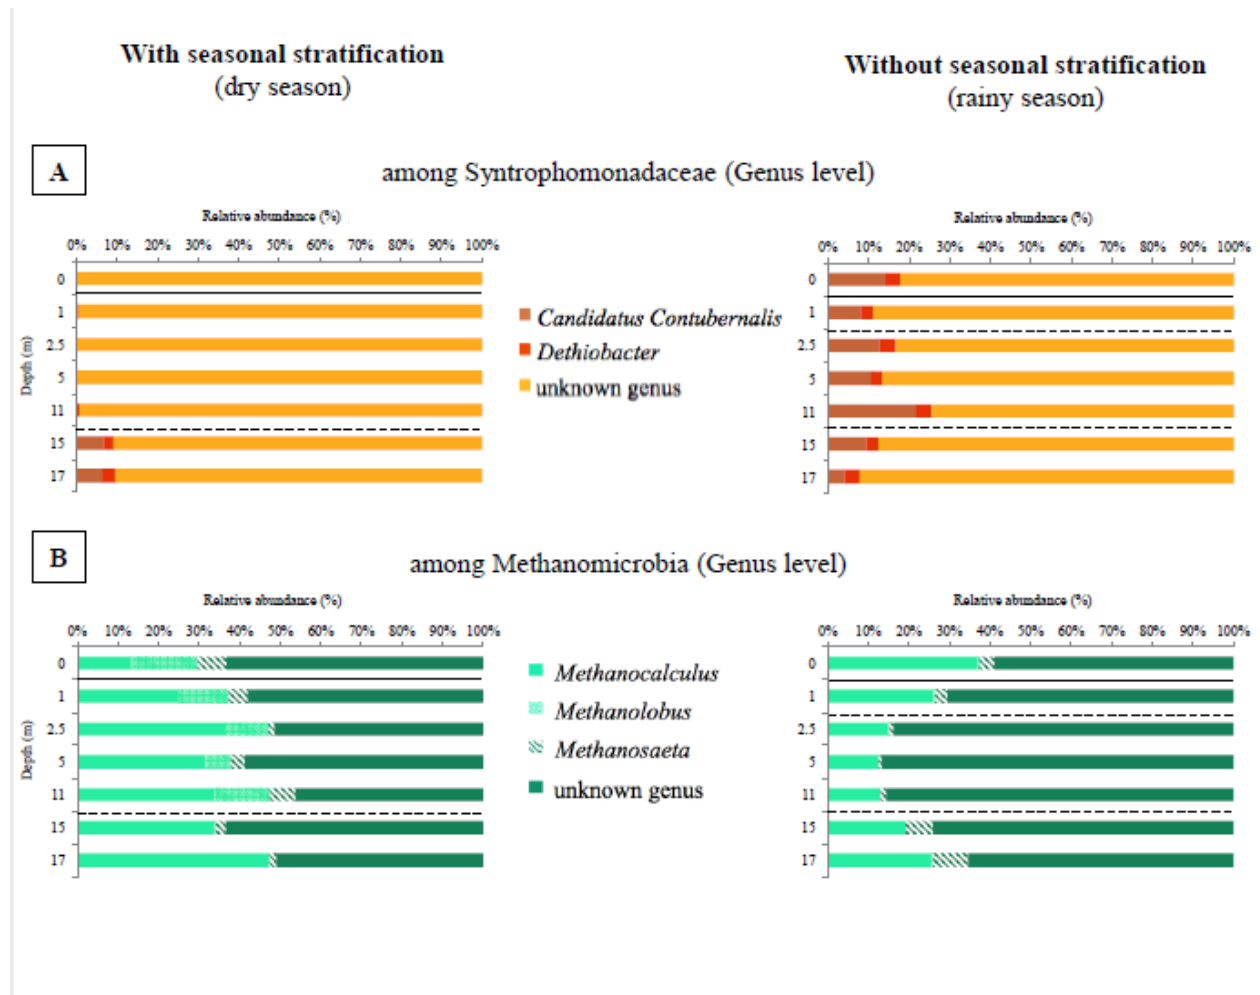 With seasonal stratification
(dry season)
Without seasonal stratification
(rainy season)
A
among Syntrophomonadaceae (Genus level)
Relative abundance (%)
0% 10% 20% 30% 40% 50% 60% 70% 80% 90% 100%
Depth (m)
0
1
2.5
5
11
15
17
Candidatus Contubernalis
Dethiobacter
unknown genus
Relative abundance (%)
0% 10% 20% 30% 40% 50% 60% 70% 80% 90% 100%
0
1
2.5
5
11
15
17
B
among Methanomicrobia (Genus level)
Relative abundance (%)
0% 10% 20% 30% 40% 50% 60% 70% 80% 90% 100%
Depth (m)
0
1
2.5
5
11
15
17
Methanocalculus
Methanolobus
Methanosaeta
unknown genus
Relative abundance (%)
0% 10% 20% 30% 40% 50% 60% 70% 80% 90% 100%
0
1
2.5
5
11
15
17